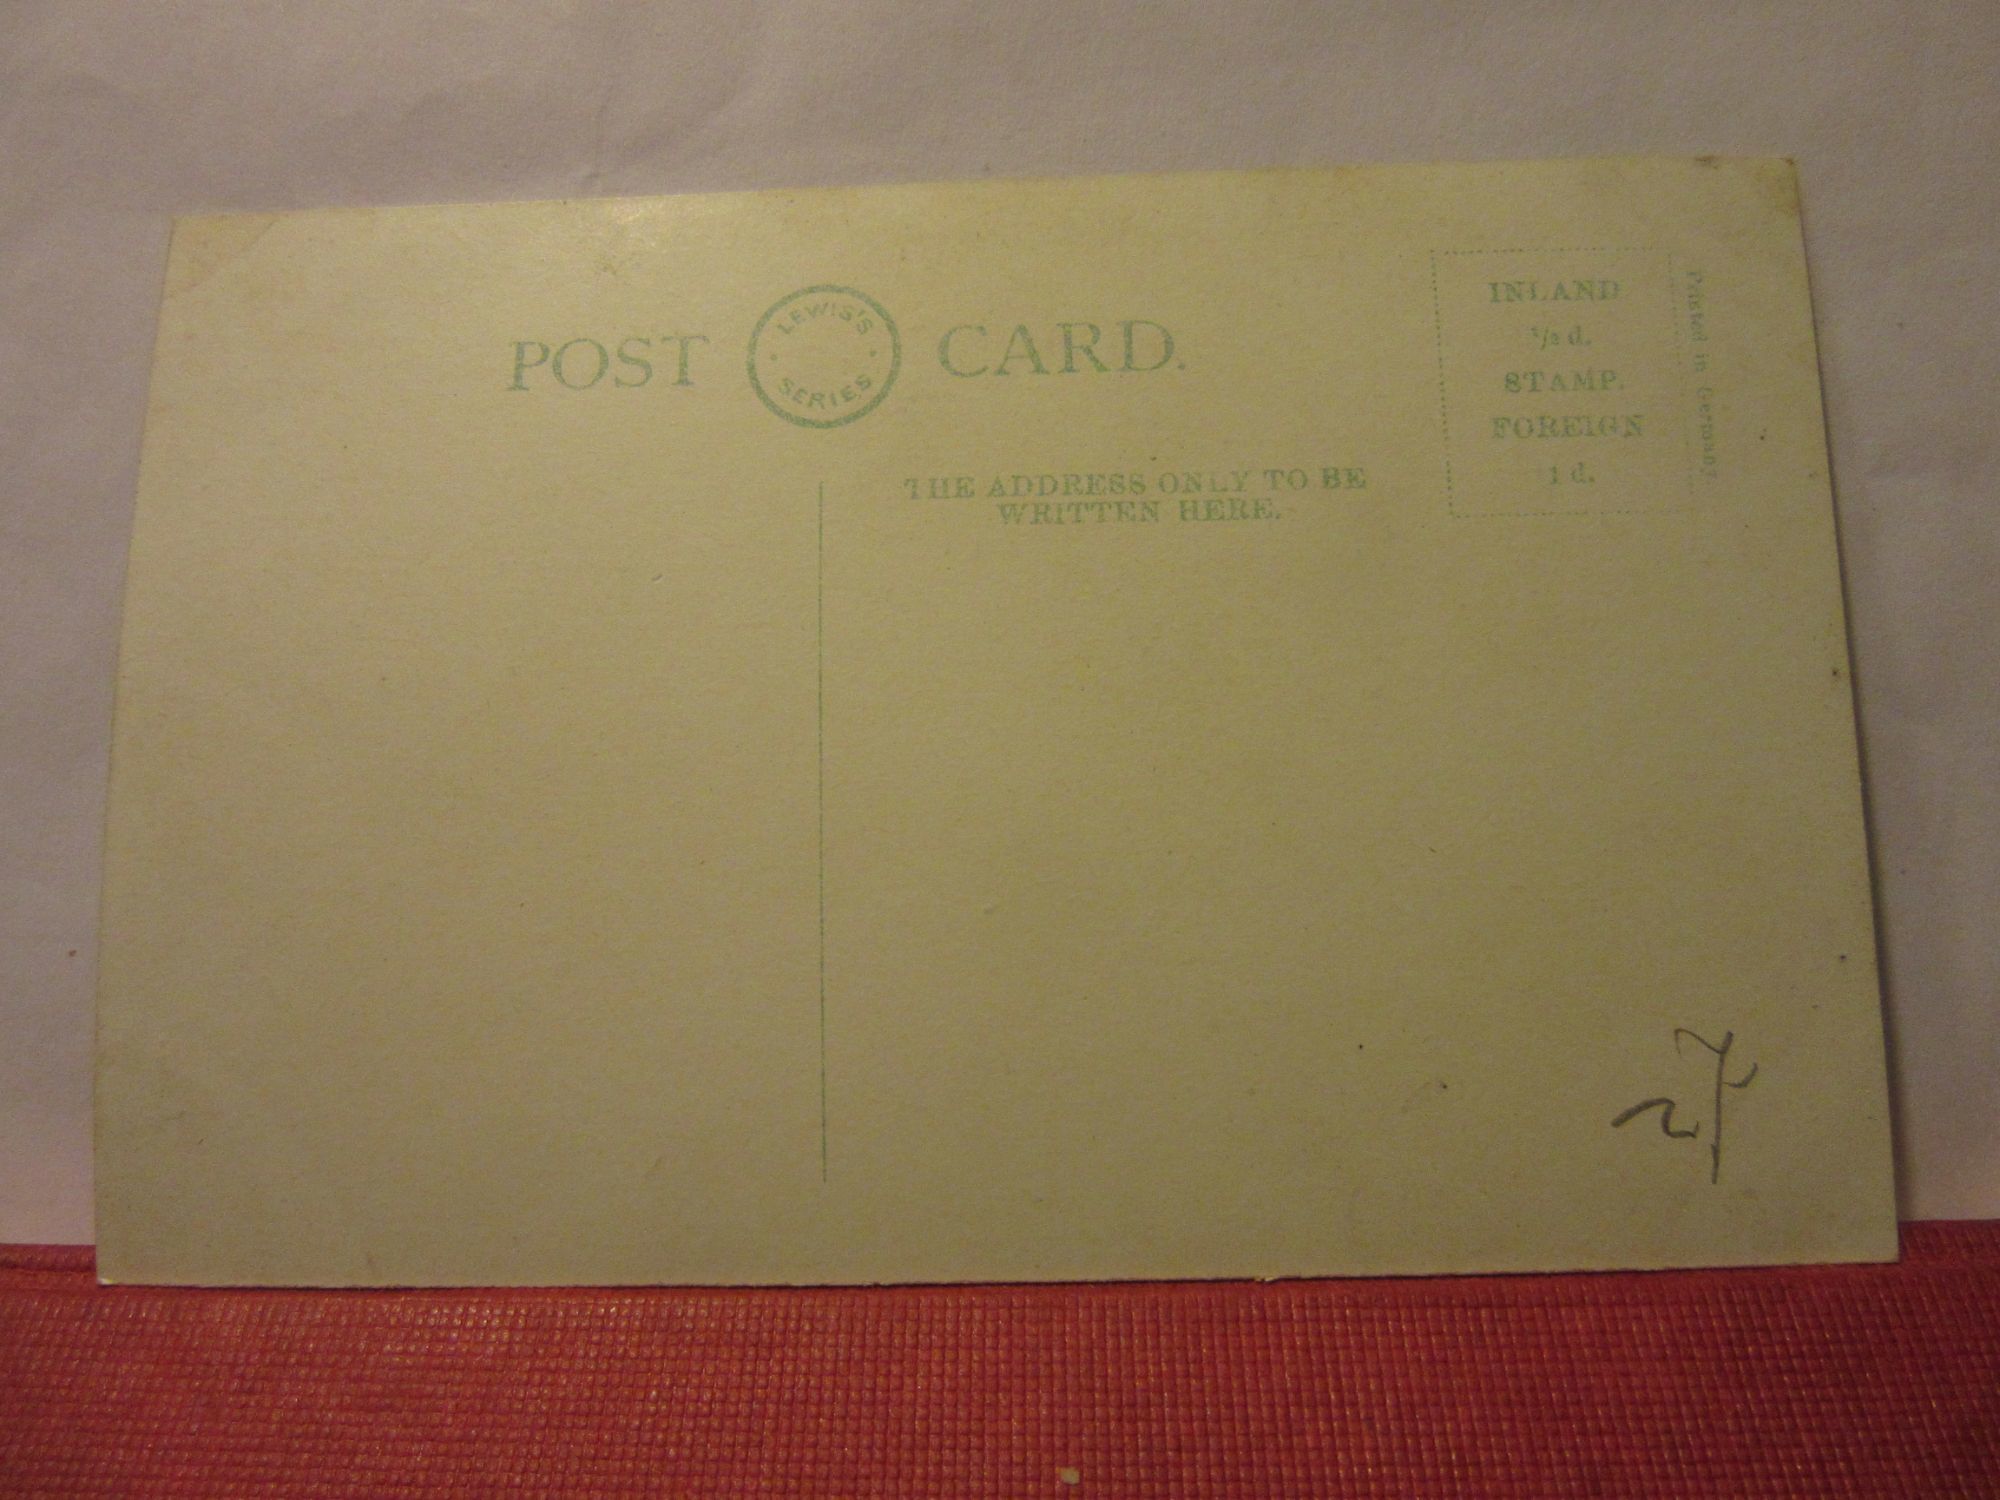 POST LEWIS'S SERIES CARD.
THE ADDRESS ONLY TO BE
WRITTEN HERE.
INLAND
½ d.
STAMP.
FOREIGN
1 d.
Printed in Germany